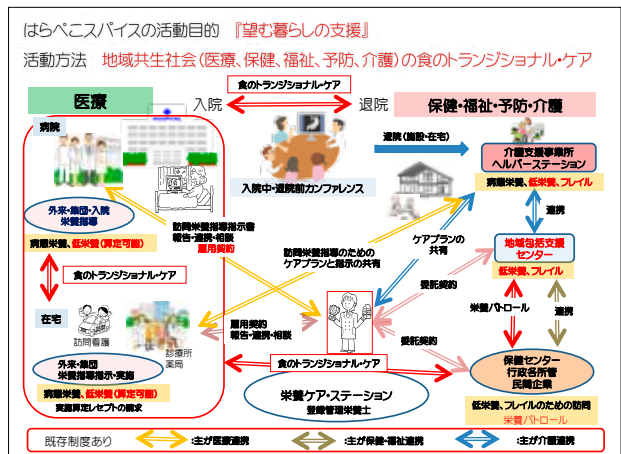 はらぺこスパイスの活動目的 『望む暮らしの支援』
活動方法 地域共生社会(医療、保健、福祉、予防、介護)の食のトランジショナル・ケア
食のトランジショナル・ケア
医療
入院
退院
保健・福祉・予防・介護
病院
入院中・退院前カンファレンス
退院(施設・在宅)
介護支援事業所
ヘルパーステーション
病態栄養、低栄養、フレイル
外来・集団・入院
栄養指導
病態栄養、低栄養(算定可能)
訪問栄養指導指示書
報告・連携・相談
雇用契約
訪問栄養指導のための
ケアプランと指示の共有
ケアプランの
共有
連携
地域包括支援
センター
低栄養、フレイル
食のトランジショナル・ケア
委託契約
栄養パトロール
連携
在宅
訪問看護
診療所
薬局
雇用契約
報告・連携・相談
委託契約
食のトランジショナル・ケア
保健センター
行政各所管
民間企業
外来・集団
栄養指導指示・実施
病態栄養、低栄養(算定可能)
実施算定レセプトの請求
栄養ケア・ステーション
登録管理栄養士
低栄養、フレイルのための訪問
栄養パトロール
既存制度あり
:主が医療連携
:主が保健・福祉連携
:主が介護連携